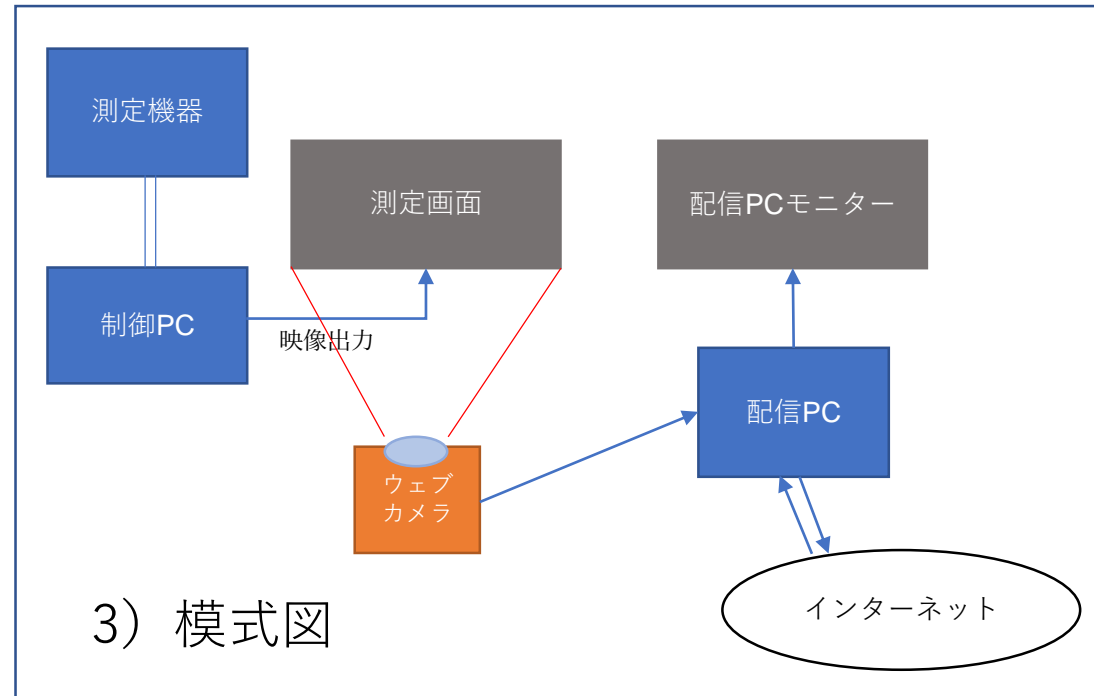 測定機器
測定画面
配信PCモニター
制御PC
映像出力
配信PC
ウェブ
カメラ
インターネット
3）模式図